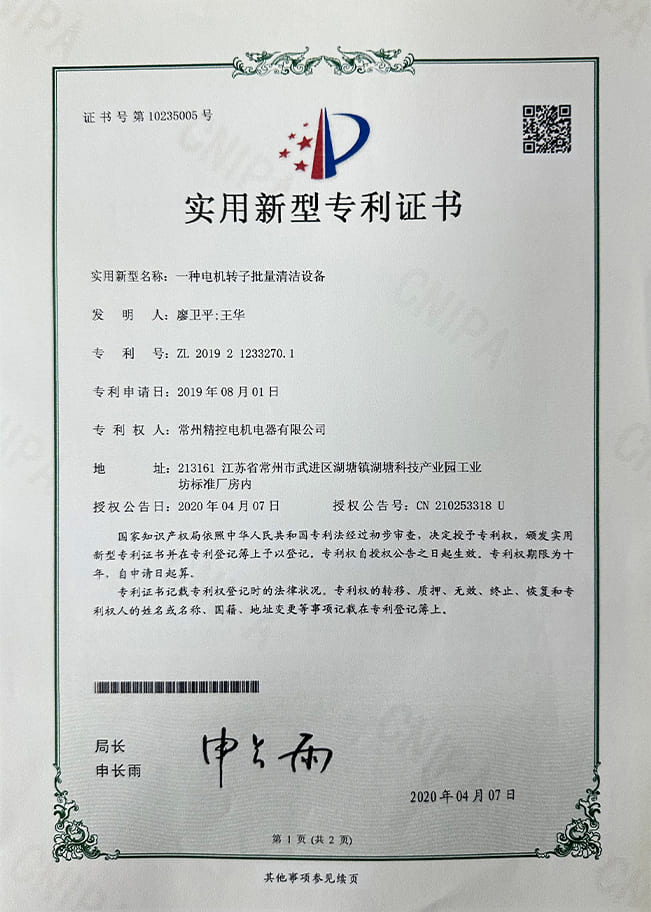 证书号第10235005号
实用新型专利证书
实用新型名称：一种电机转子批量清洁设备
发 明 人：廖卫平;王华
专 利 号：ZL 2019 2 1233270.1
专利申请日：2019年08月01日
专 利 权 人：常州精控电机电器有限公司
地 址：213161 江苏省常州市武进区湖塘镇湖塘科技产业园工业
坊标准厂房内
授权公告日：2020年04月07日 授权公告号：CN 210253318 U
国家知识产权局依照中华人民共和国专利法经过初步审查，决定授予专利权，颁发实用
新型专利证书并在专利登记簿上予以登记。专利权自授权公告之日起生效。专利权期限为十
年，自申请日起算。
专利证书记载专利权登记时的法律状况。专利权的转移、质押、无效、终止、恢复和专
利权人的姓名或名称、国籍、地址变更等事项记载在专利登记簿上。
局长
申长雨
申长雨
2020年04月07日
第 1 页 (共 2 页)
其他事项参见续页
CNIPA
CNIPA
CNIPA
CNIPA